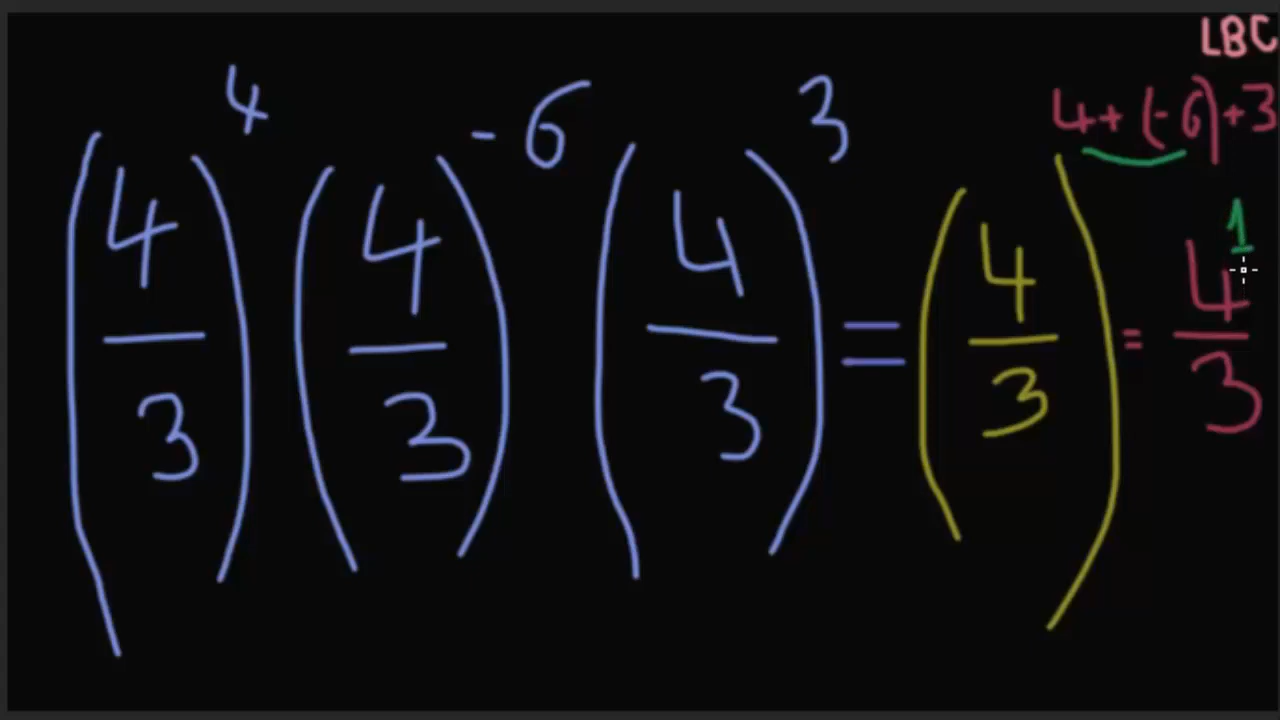 LBC
(4/3)^4 (4/3)^-6 (4/3)^3 = (4/3)^4+(-6)+3 = 4^1/3